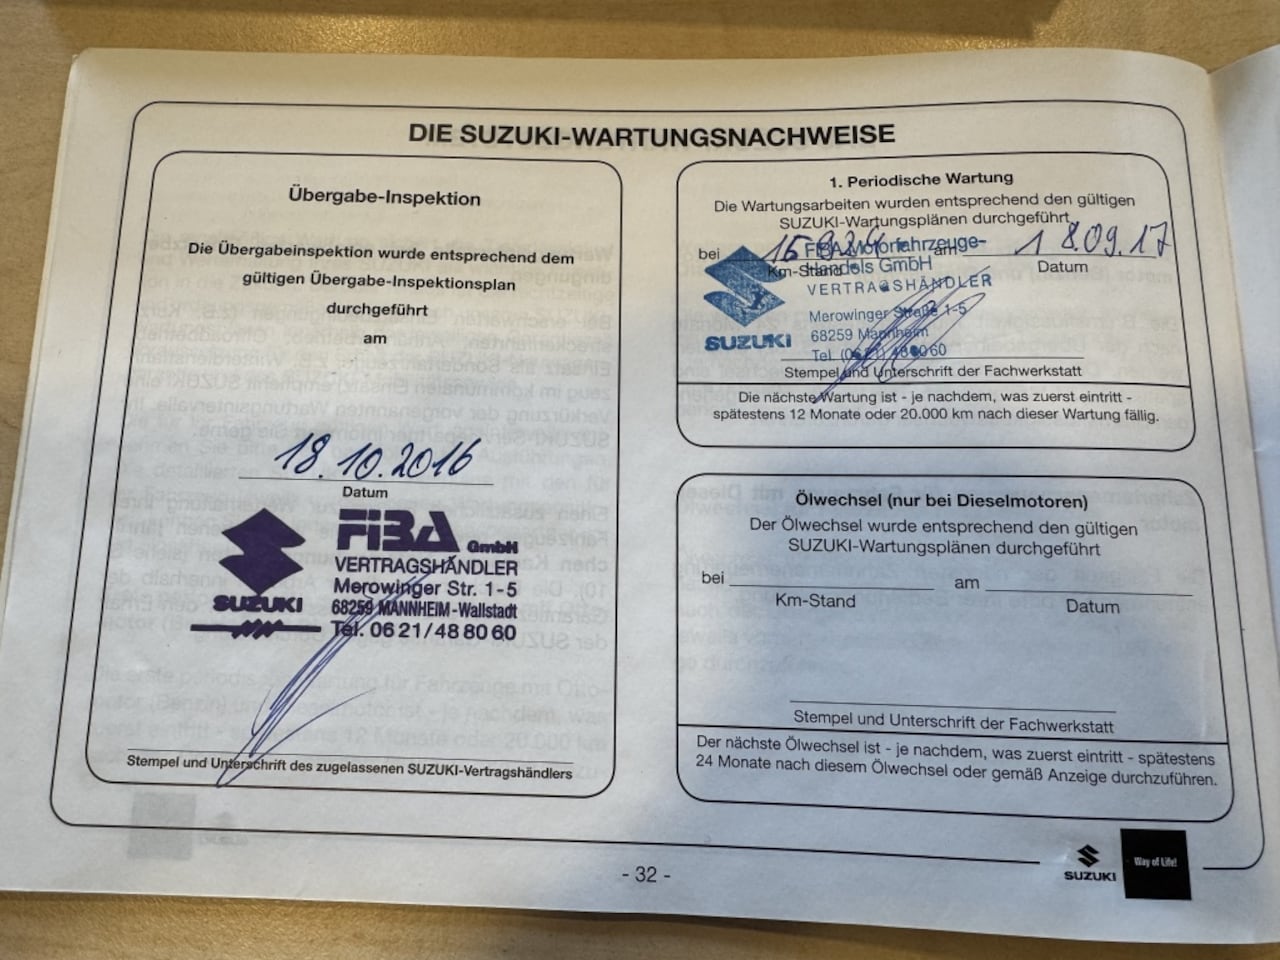 DIE SUZUKI-WARTUNGSNACHWEISE
Übergabe-Inspektion
Die Übergabeinspektion wurde entsprechend dem
gültigen Übergabe-Inspektionsplan
durchgeführt
am
18.10.2016
Datum
SUZUKI
FIBA GmbH
VERTRAGSHÄNDLER
Merowinger Str. 1-5
68259 MANNHEIM-Wallstadt
Tel. 06 21/48 80 60
Stempel und Unterschrift des zugelassenen SUZUKI-Vertragshändlers
1. Periodische Wartung
Die Wartungsarbeiten wurden entsprechend den gültigen
SUZUKI-Wartungsplänen durchgeführt
bei am 18.09.17
Km-Stand Datum
SUZUKI
FIBA Motorfahrzeuge-
Handels GmbH
VERTRAGSHÄNDLER
Merowinger Straße 1-5
68259 Mannheim
Tel. (0621) 488060
Stempel und Unterschrift der Fachwerkstatt
Die nächste Wartung ist - je nachdem, was zuerst eintritt -
spätestens 12 Monate oder 20.000 km nach dieser Wartung fällig.
Ölwechsel (nur bei Dieselmotoren)
Der Ölwechsel wurde entsprechend den gültigen
SUZUKI-Wartungsplänen durchgeführt
bei am
Km-Stand Datum
Stempel und Unterschrift der Fachwerkstatt
Der nächste Ölwechsel ist - je nachdem, was zuerst eintritt - spätestens
24 Monate nach diesem Ölwechsel oder gemäß Anzeige durchzuführen.
- 32 -
SUZUKI
Way of Life!